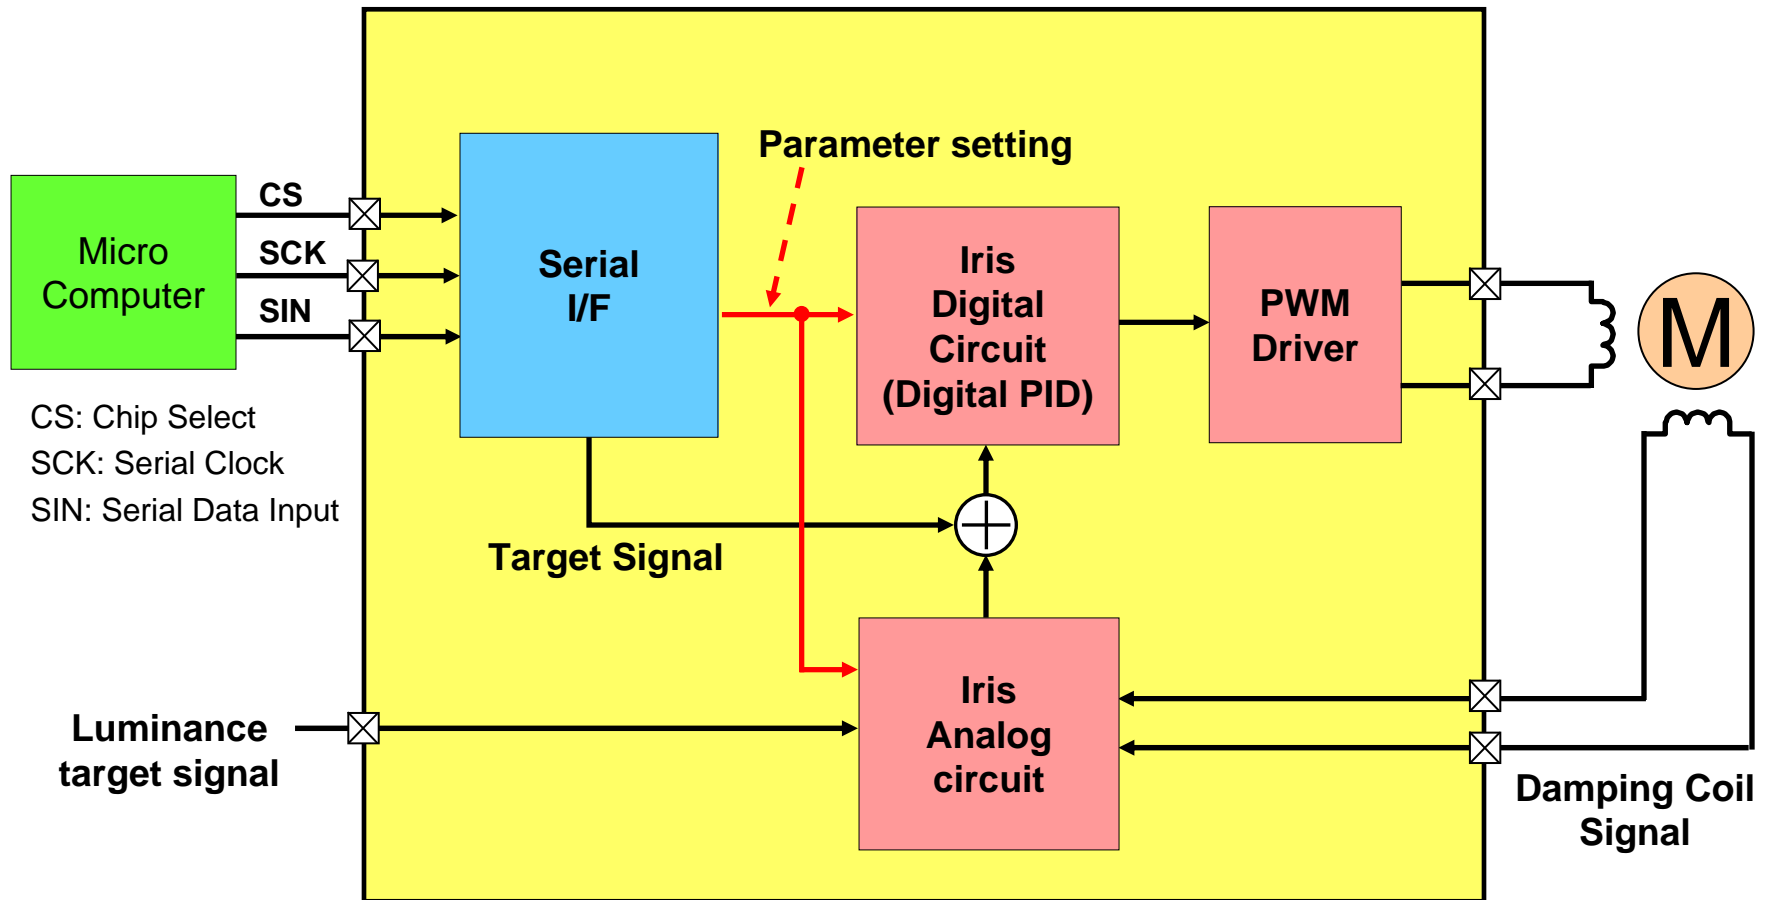 Parameter setting
CS
SCK
SIN
Micro
Computer
Serial
I/F
Iris
Digital
Circuit
(Digital PID)
PWM
Driver
M
CS: Chip Select
SCK: Serial Clock
SIN: Serial Data Input
Target Signal
Luminance
target signal
Iris
Analog
circuit
Damping Coil
Signal